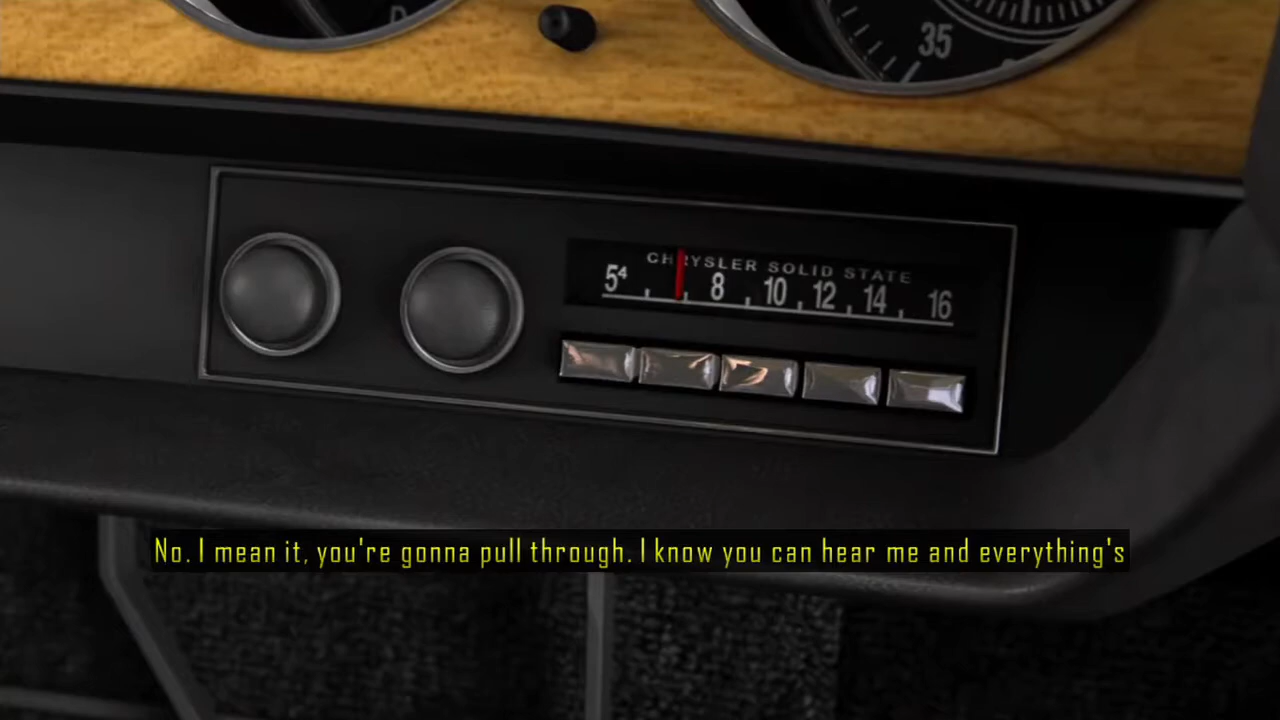 D
35
CHRYSLER SOLID STATE
5⁴ 8 10 12 14 16
No. I mean it, you're gonna pull through. I know you can hear me and everything's